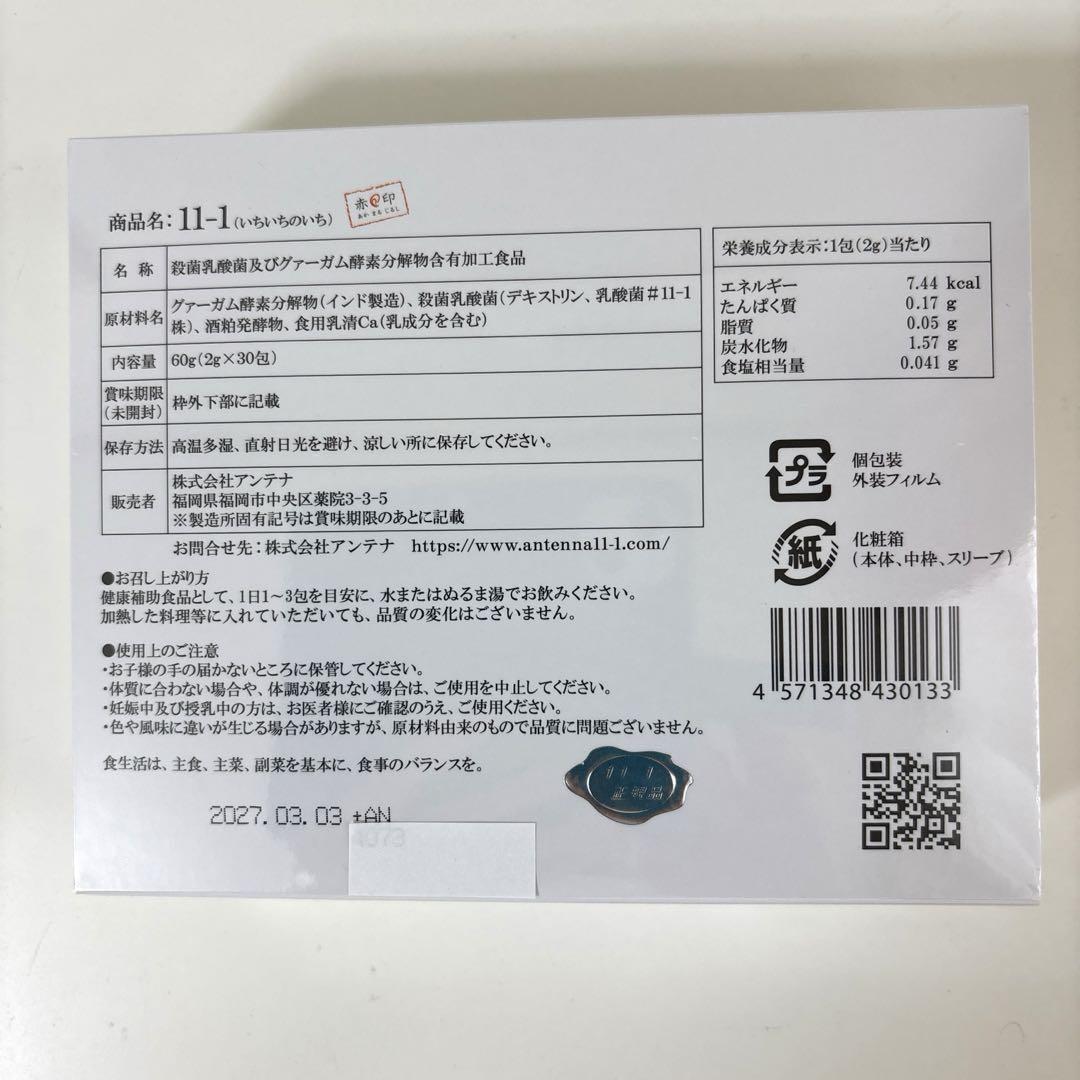 商品名：11-1（いちいちのいち）
赤@印
あか まる じるし
名 称 殺菌乳酸菌及びグァーガム酵素分解物含有加工食品
原材料名 グァーガム酵素分解物（インド製造）、殺菌乳酸菌（デキストリン、乳酸菌＃11-1
株）、酒粕発酵物、食用乳清Ca（乳成分を含む）
内容量 60g（2g×30包）
賞味期限
（未開封） 枠外下部に記載
保存方法 高温多湿、直射日光を避け、涼しい所に保存してください。
販売者 株式会社アンテナ
福岡県福岡市中央区薬院3-3-5
※製造所固有記号は賞味期限のあとに記載
お問合せ先：株式会社アンテナ https://www.antenna11-1.com/
●お召し上がり方
健康補助食品として、1日1～3包を目安に、水またはぬるま湯でお飲みください。
加熱した料理等に入れていただいても、品質の変化はございません。
●使用上のご注意
・お子様の手の届かないところに保管してください。
・体質に合わない場合や、体調が優れない場合は、ご使用を中止してください。
・妊娠中及び授乳中の方は、お医者様にご確認のうえ、ご使用ください。
・色や風味に違いが生じる場合がありますが、原材料由来のもので品質に問題ございません。
食生活は、主食、主菜、副菜を基本に、食事のバランスを。
2027.03.03 +AN
栄養成分表示：1包（2g）当たり
エネルギー 7.44 kcal
たんぱく質 0.17 g
脂質 0.05 g
炭水化物 1.57 g
食塩相当量 0.041 g
プラ
個包装
外装フィルム
紙
化粧箱
（本体、中枠、スリーブ）
4 571348 430133
11-1
正規品